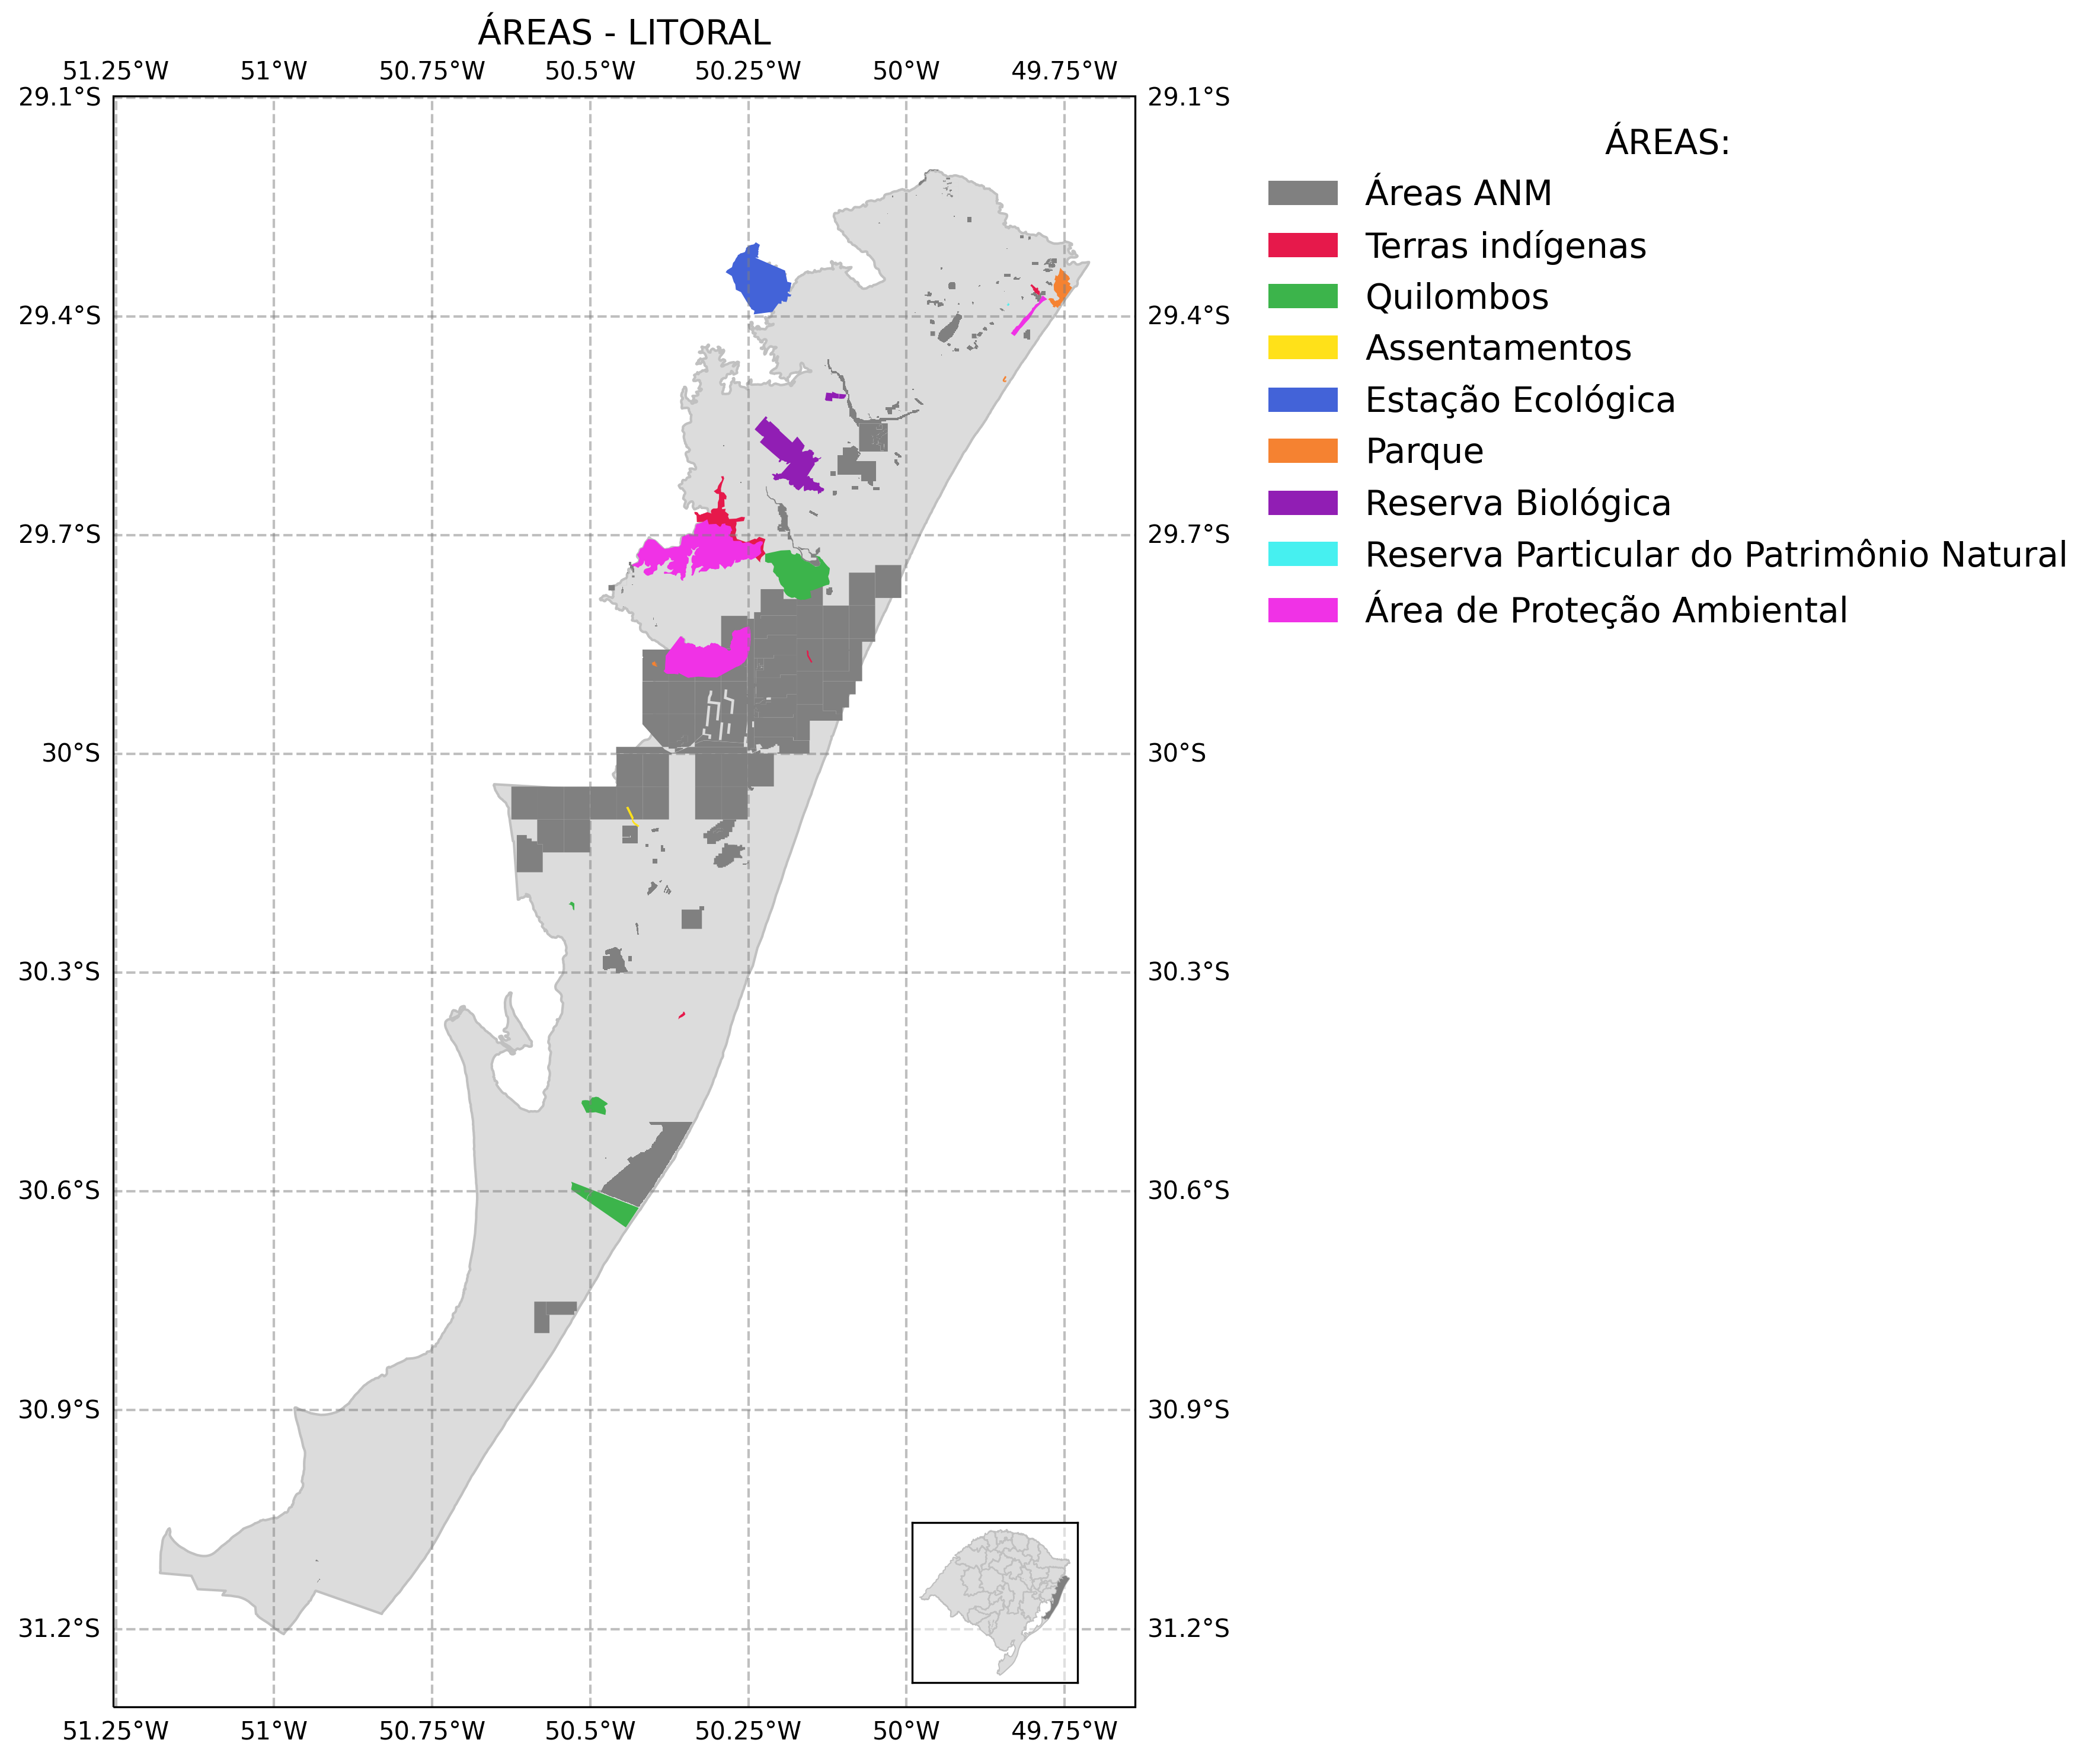 ÁREAS - LITORAL
51.25°W 51°W 50.75°W 50.5°W 50.25°W 50°W 49.75°W
29.1°S 29.1°S
ÁREAS:
Áreas ANM
Terras indígenas
Quilombos
Assentamentos
Estação Ecológica
Parque
Reserva Biológica
Reserva Particular do Patrimônio Natural
Área de Proteção Ambiental
29.4°S 29.4°S
29.7°S 29.7°S
30°S 30°S
30.3°S 30.3°S
30.6°S 30.6°S
30.9°S 30.9°S
31.2°S 31.2°S
51.25°W 51°W 50.75°W 50.5°W 50.25°W 50°W 49.75°W